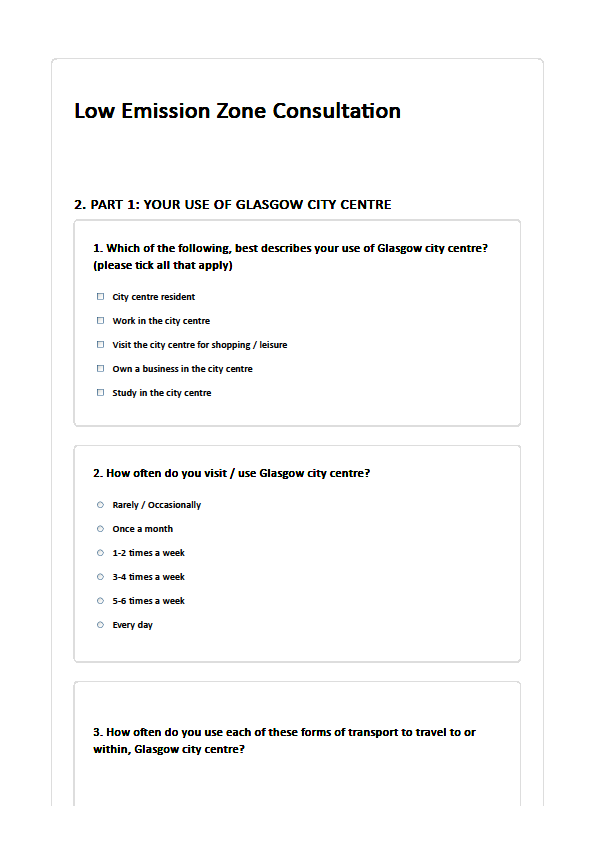 Low Emission Zone Consultation
2. PART 1: YOUR USE OF GLASGOW CITY CENTRE
1. Which of the following, best describes your use of Glasgow city centre?
(please tick all that apply)
City centre resident
Work in the city centre
Visit the city centre for shopping / leisure
Own a business in the city centre
Study in the city centre
2. How often do you visit / use Glasgow city centre?
Rarely / Occasionally
Once a month
1-2 times a week
3-4 times a week
5-6 times a week
Every day
3. How often do you use each of these forms of transport to travel to or
within, Glasgow city centre?